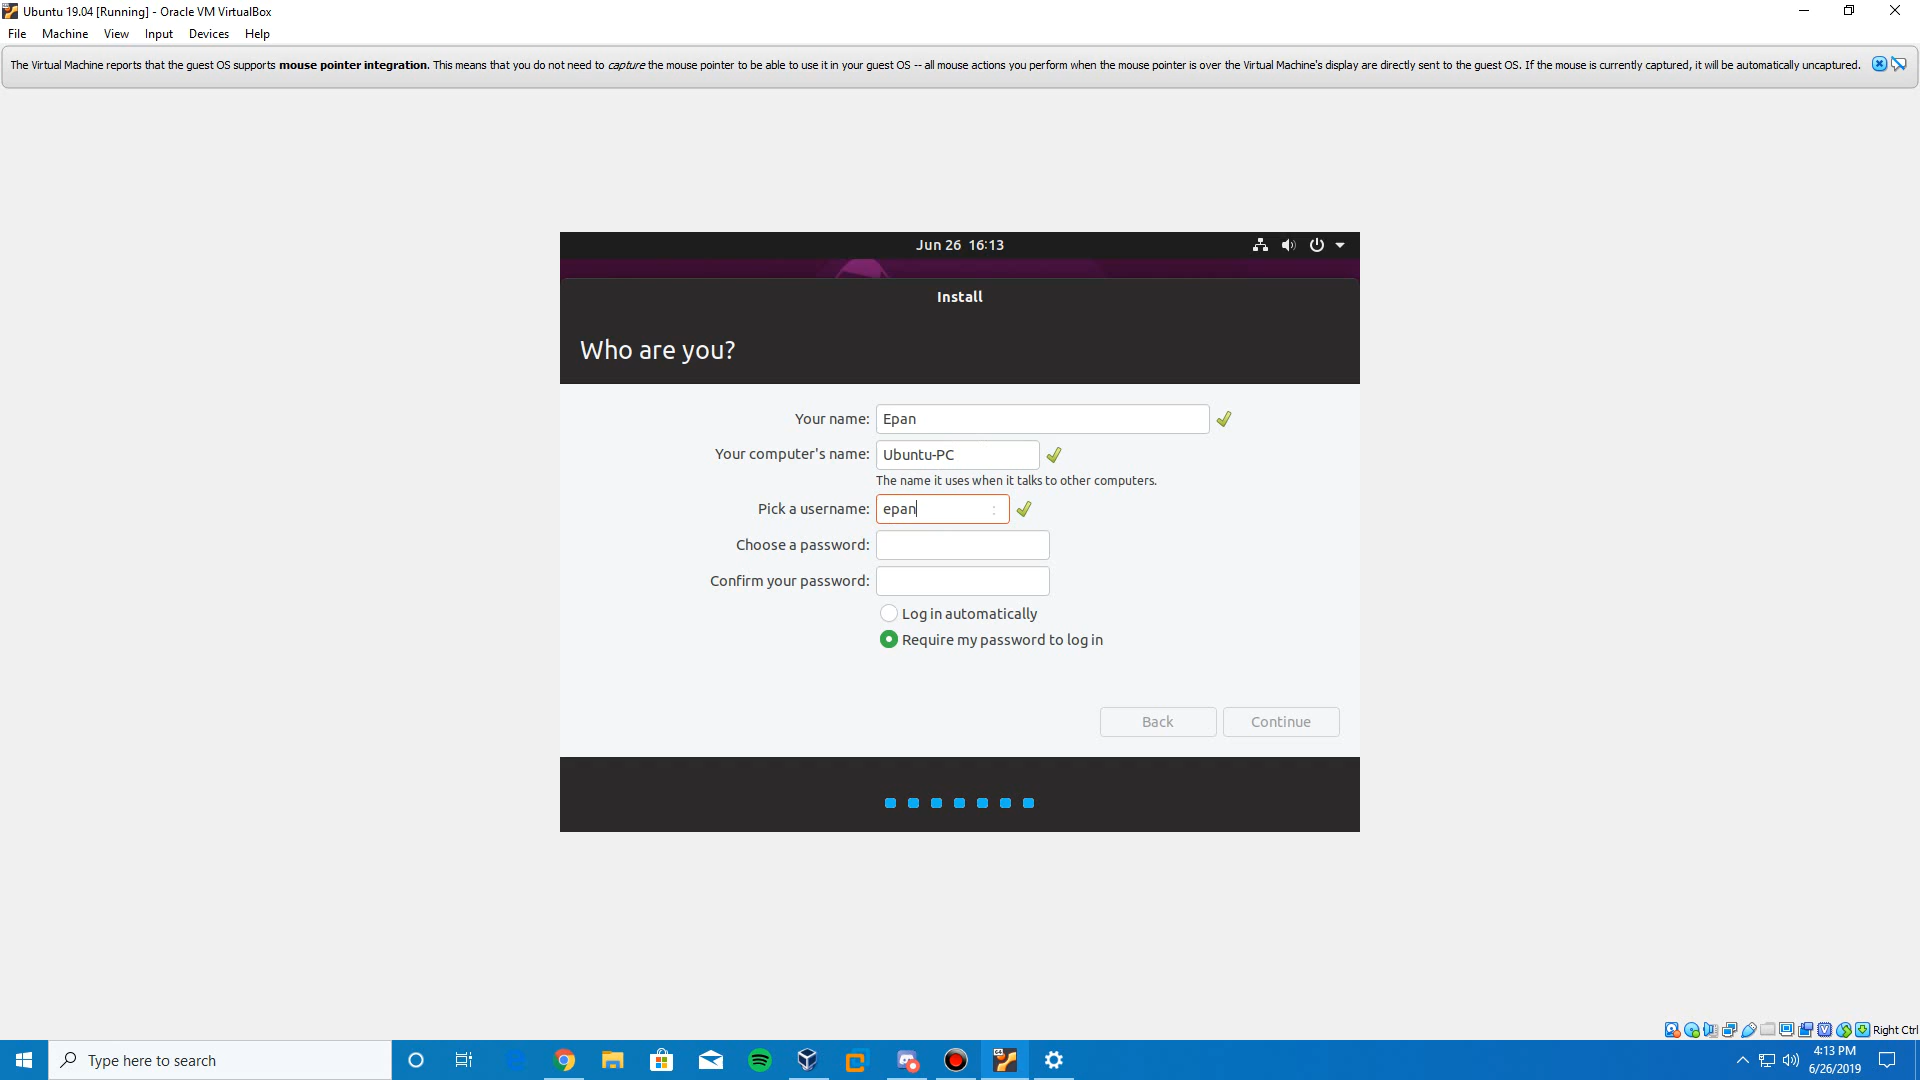 Ubuntu 19.04 [Running] - Oracle VM VirtualBox
File Machine View Input Devices Help
The Virtual Machine reports that the guest OS supports mouse pointer integration. This means that you do not need to capture the mouse pointer to be able to use it in your guest OS -- all mouse actions you perform when the mouse pointer is over the Virtual Machine's display are directly sent to the guest OS. If the mouse is currently captured, it will be automatically uncaptured.
Jun 26 16:13
Install
Who are you?
Your name: Epan
Your computer's name: Ubuntu-PC
The name it uses when it talks to other computers.
Pick a username: epan
Choose a password:
Confirm your password:
Log in automatically
Require my password to log in
Back Continue
Right Ctrl
Type here to search
4:13 PM
6/26/2019